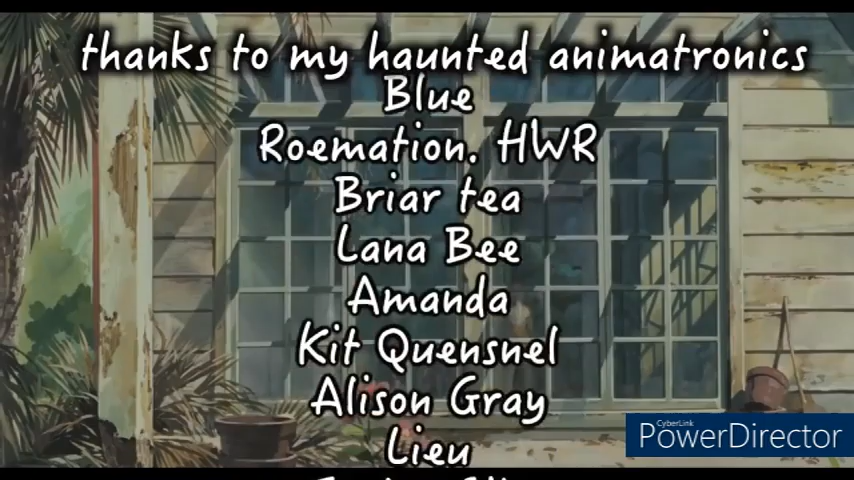 thanks to my haunted animatronics
Blue
Roemation. HWR
Briar tea
Lana Bee
Amanda
Kit Quensnel
Alison Gray
Lieu
CyberLink
PowerDirector